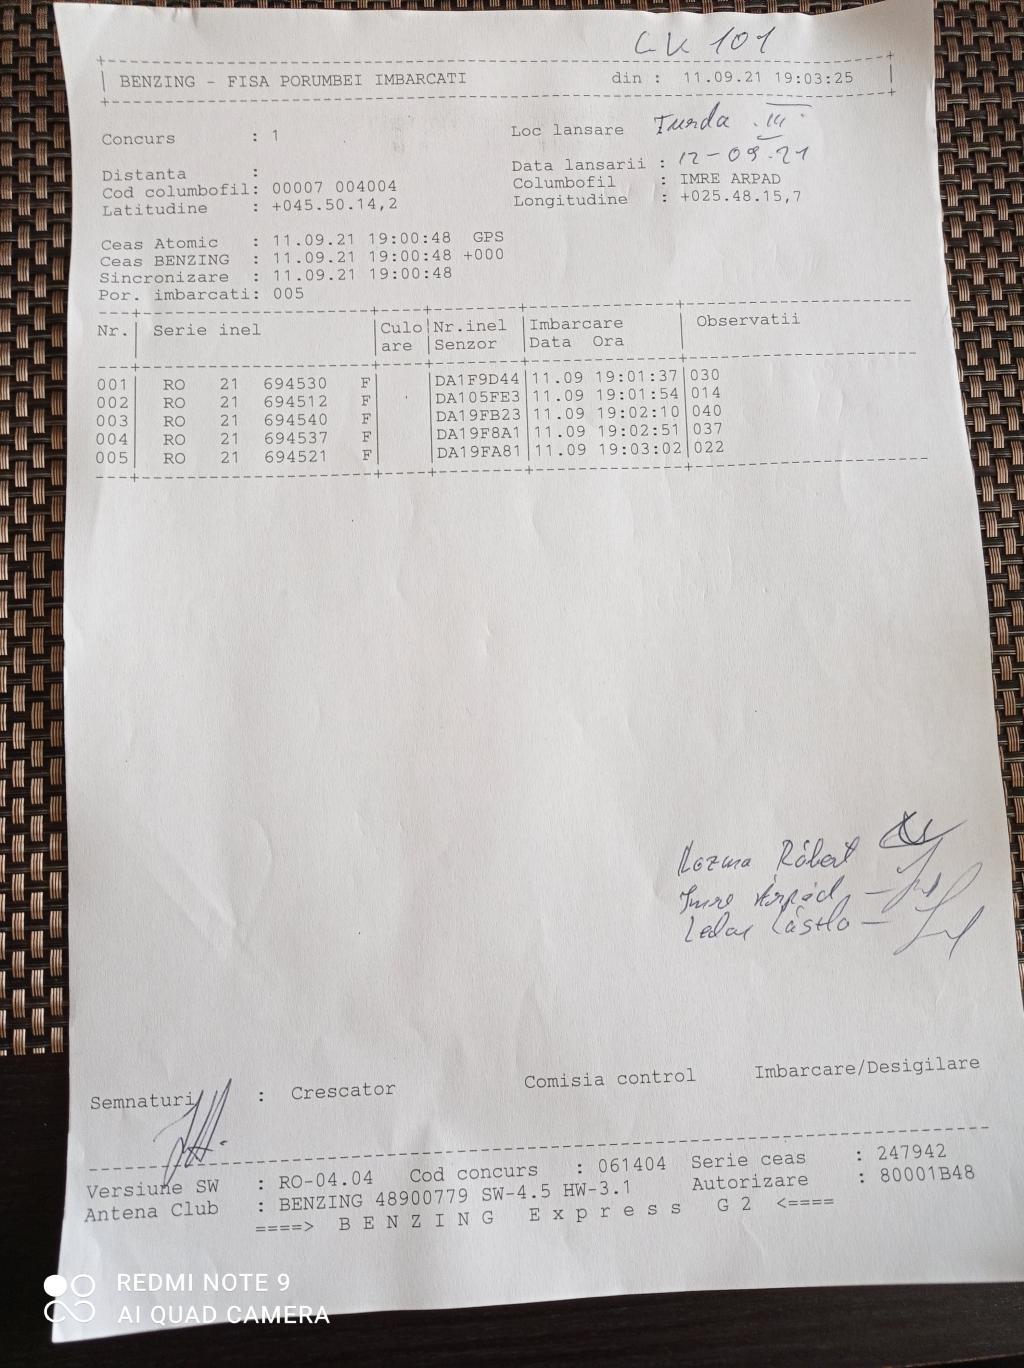 CK 101
BENZING - FISA PORUMBEI IMBARCATI din : 11.09.21 19:03:25
Concurs : 1 Loc lansare Turda III
Distanta : Data lansarii : 12-09-21
Cod columbofil: 00007 004004 Columbofil : IMRE ARPAD
Latitudine : +045.50.14,2 Longitudine : +025.48.15,7
Ceas Atomic : 11.09.21 19:00:48 GPS
Ceas BENZING : 11.09.21 19:00:48 +000
Sincronizare : 11.09.21 19:00:48
Por. imbarcati: 005
Nr. Serie inel Culo Nr.inel Imbarcare Observatii
are Senzor Data Ora
001 RO 21 694530 F DA1F9D44 11.09 19:01:37 030
002 RO 21 694512 F DA105FE3 11.09 19:01:54 014
003 RO 21 694540 F DA19FB23 11.09 19:02:10 040
004 RO 21 694537 F DA19F8A1 11.09 19:02:51 037
005 RO 21 694521 F DA19FA81 11.09 19:03:02 022
Kozma Róbert
Imre Árpád
László
Semnaturi : Crescator Comisia control Imbarcare/Desigilare
Versiune SW : RO-04.04 Cod concurs : 061404 Serie ceas : 247942
Antena Club : BENZING 48900779 SW-4.5 HW-3.1 Autorizare : 80001B48
====> B E N Z I N G E x p r e s s G 2 <====
REDMI NOTE 9
AI QUAD CAMERA